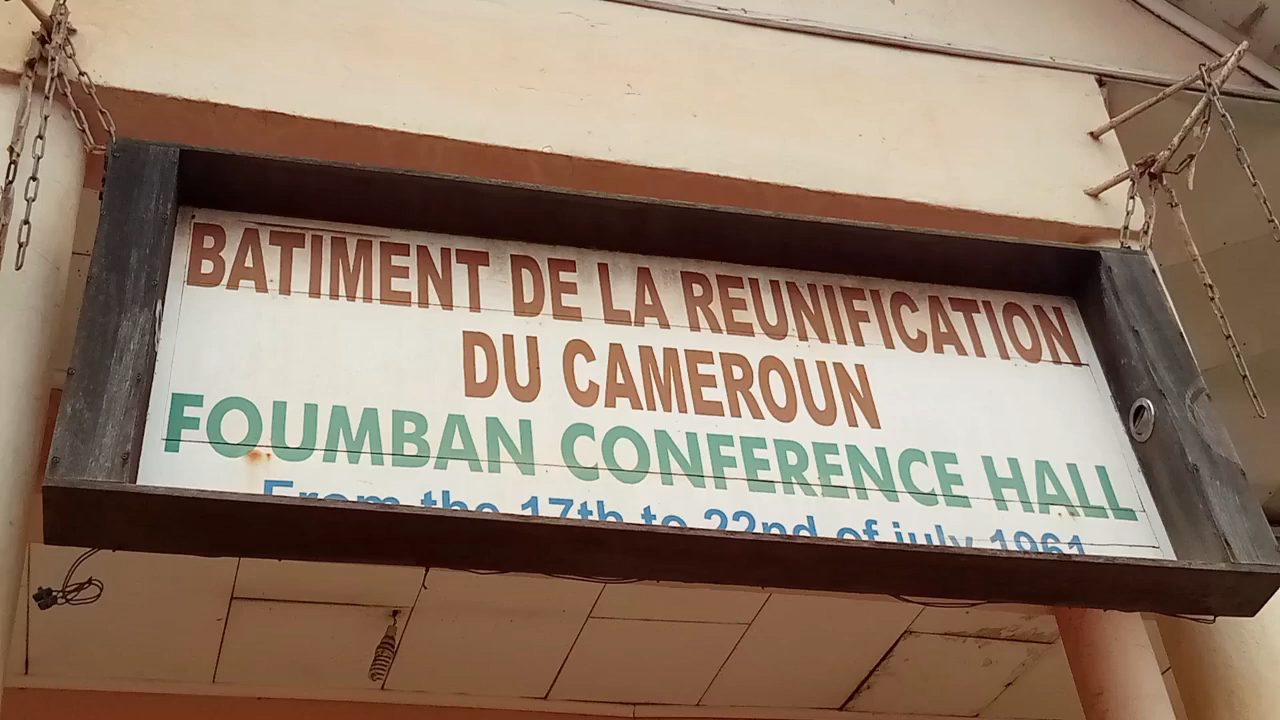 BATIMENT DE LA REUNIFICATION
DU CAMEROUN
FOUMBAN CONFERENCE HALL
From the 17th to 22nd of july 1961